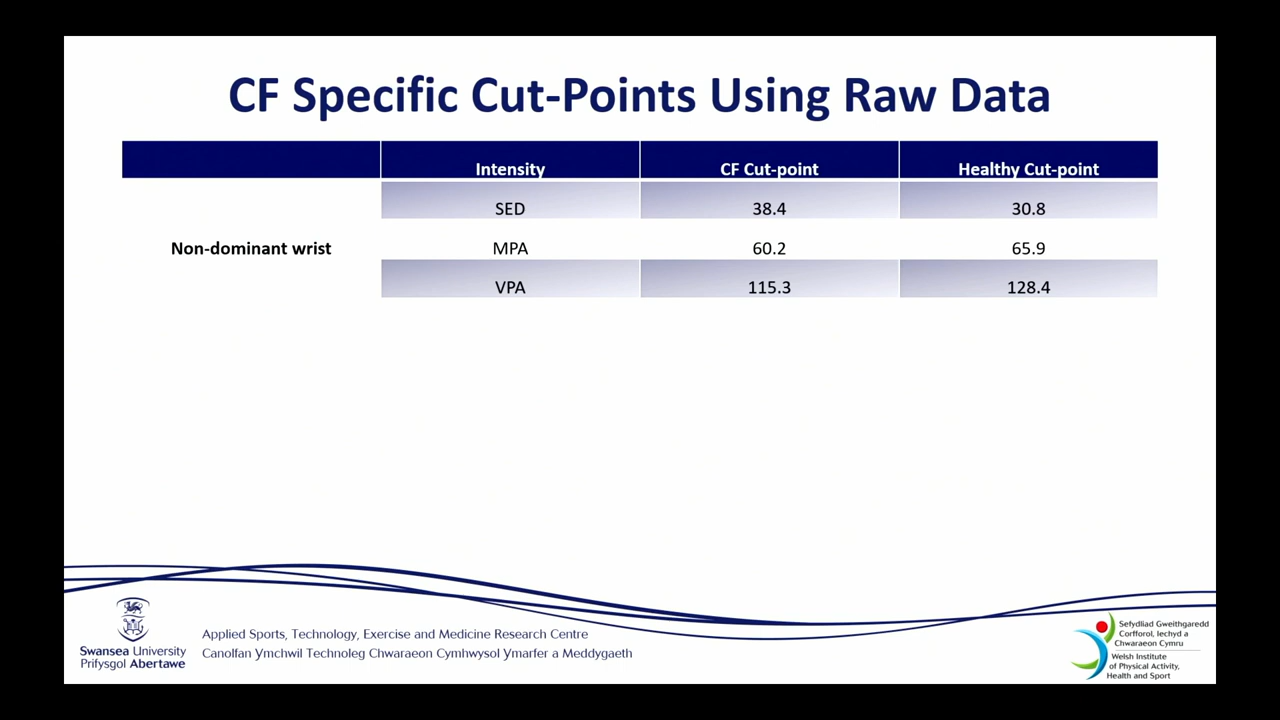 CF Specific Cut-Points Using Raw Data
Intensity CF Cut-point Healthy Cut-point
SED 38.4 30.8
Non-dominant wrist MPA 60.2 65.9
VPA 115.3 128.4
Swansea University
Prifysgol Abertawe
Applied Sports, Technology, Exercise and Medicine Research Centre
Canolfan Ymchwil Technoleg Chwaraeon Cymhwysol Ymarfer a Meddygaeth
Sefydliad Gweithgaredd
Corfforol, Iechyd a
Chwaraeon Cymru
Welsh Institute
of Physical Activity,
Health and Sport